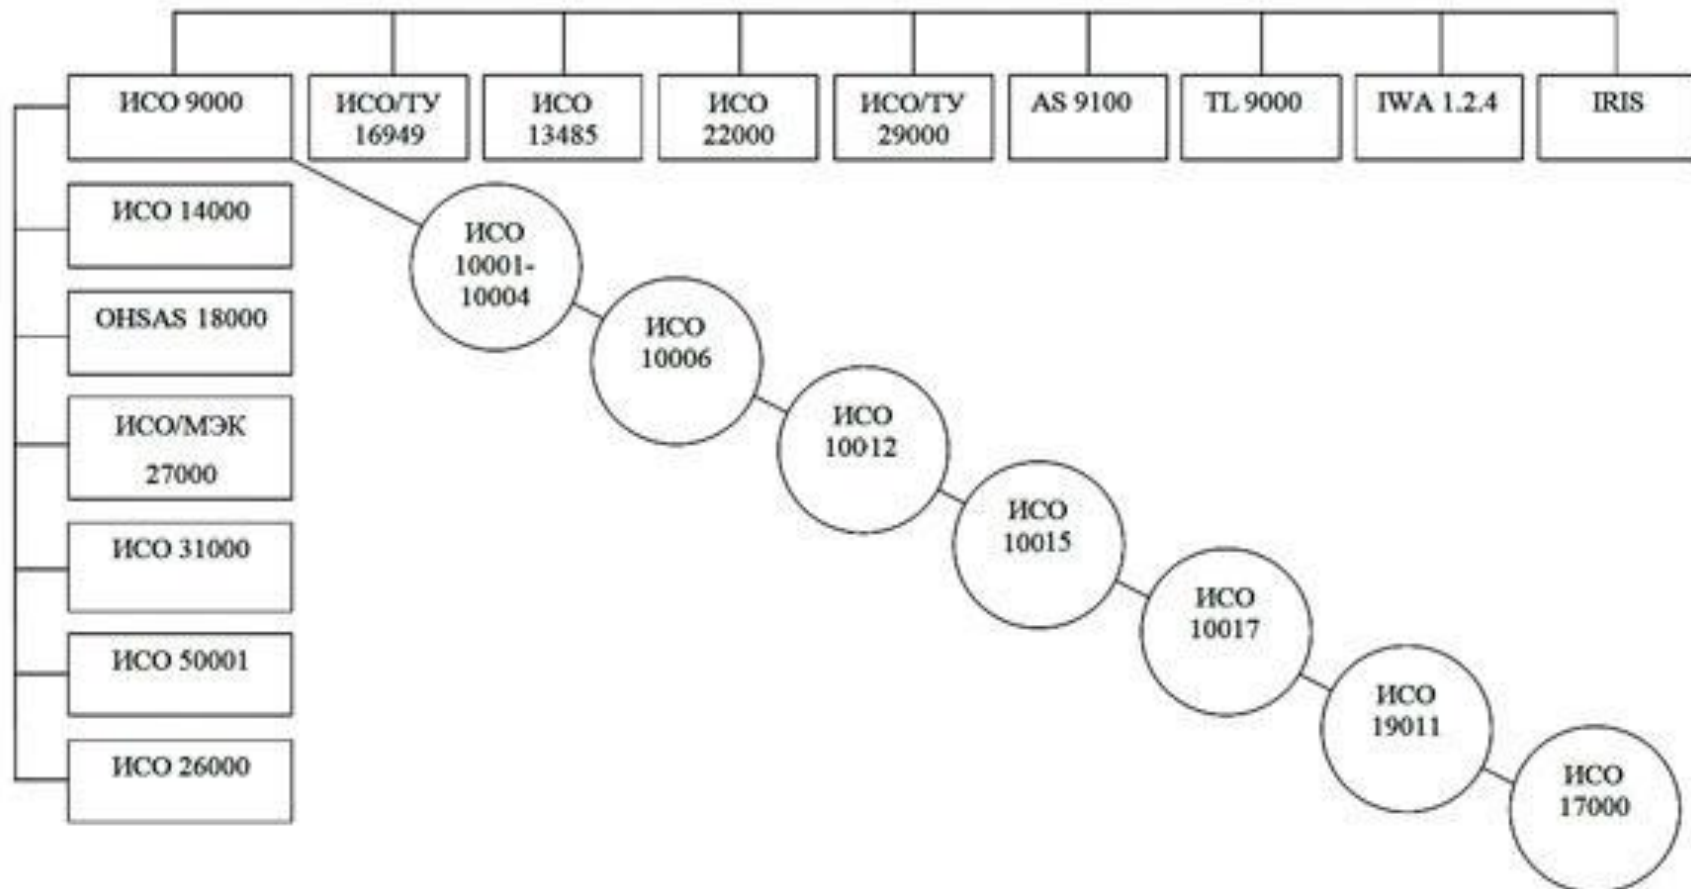 ИСО 9000
ИСО/ТУ
16949
ИСО
13485
ИСО
22000
ИСО/ТУ
29000
AS 9100
TL 9000
IWA 1.2.4
IRIS
ИСО 14000
OHSAS 18000
ИСО/МЭК
27000
ИСО 31000
ИСО 50001
ИСО 26000
ИСО
10001-
10004
ИСО
10006
ИСО
10012
ИСО
10015
ИСО
10017
ИСО
19011
ИСО
17000